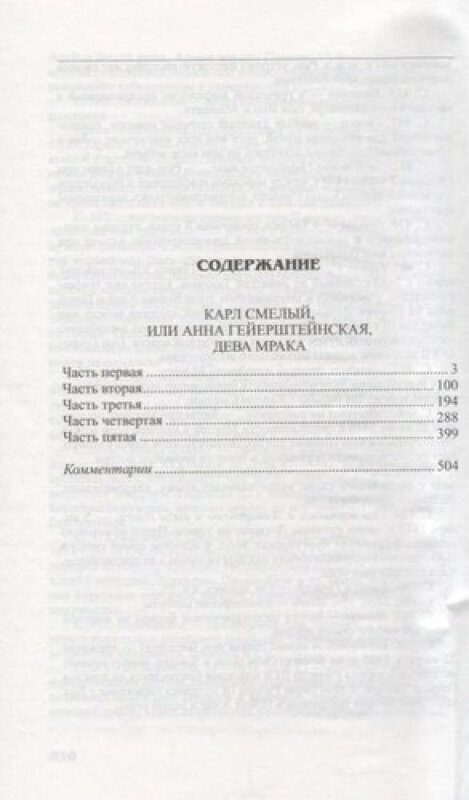 СОДЕРЖАНИЕ
КАРЛ СМЕЛЫЙ,
ИЛИ АННА ГЕЙЕРШТЕЙНСКАЯ,
ДЕВА МРАКА
Часть первая ........ 3
Часть вторая ........ 100
Часть третья ........ 194
Часть четвертая ........ 288
Часть пятая ........ 399
Комментарии ........ 504